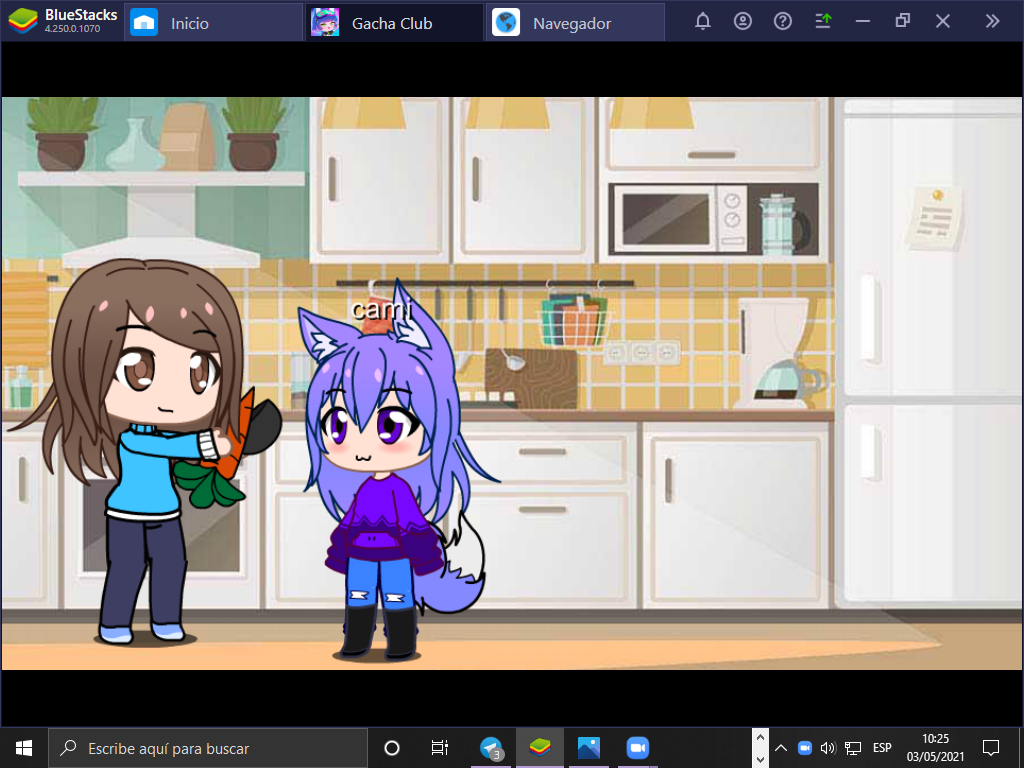 BlueStacks
4.250.0.1070
Inicio
Gacha Club
Navegador
cami
Escribe aquí para buscar
3
ESP
10:25
03/05/2021